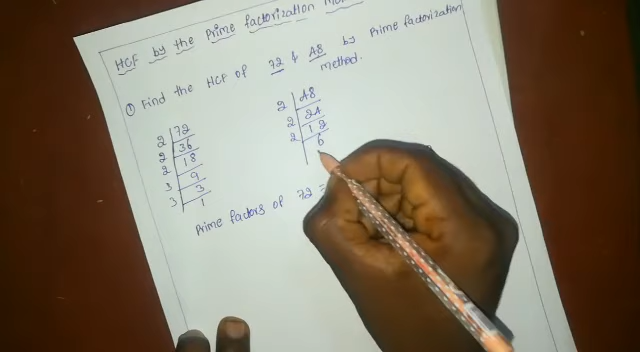 HCF by the Prime factorization
① Find the HCF of 72 & 48 by Prime factorization method.
2 | 72
2 | 36
2 | 18
3 | 9
3 | 3
1
2 | 48
2 | 24
2 | 12
6
Prime factors of 72 =